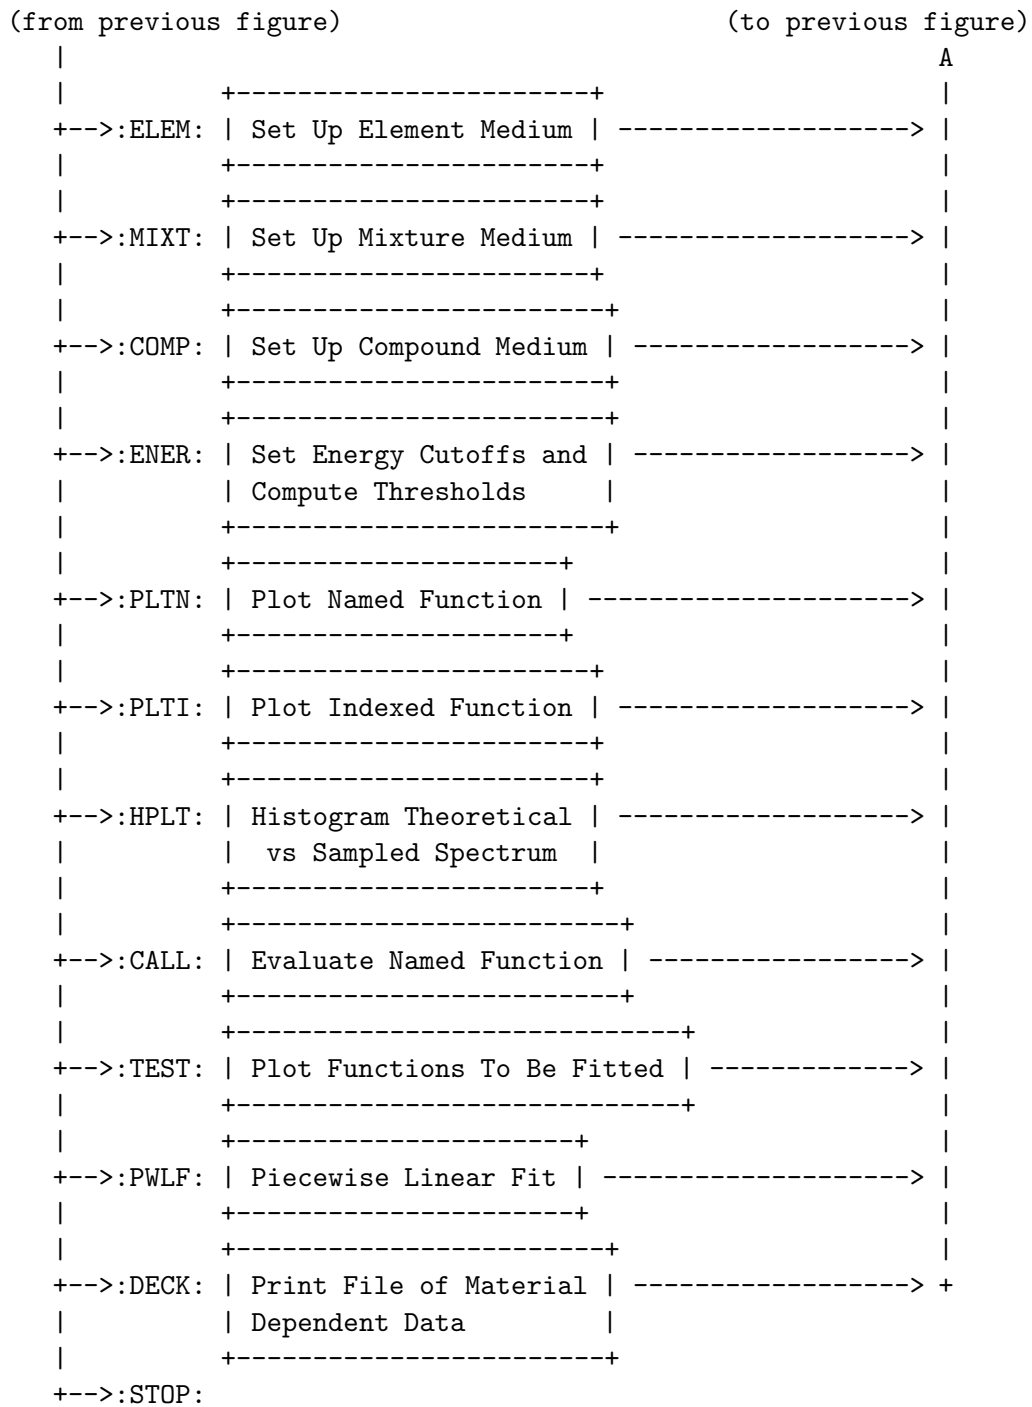 (from previous figure) (to previous figure)
| A
| +-----------------------+ |
+-->:ELEM: | Set Up Element Medium | -------------------> |
| +-----------------------+ |
| +-----------------------+ |
+-->:MIXT: | Set Up Mixture Medium | -------------------> |
| +-----------------------+ |
| +------------------------+ |
+-->:COMP: | Set Up Compound Medium | ------------------> |
| +------------------------+ |
| +------------------------+ |
+-->:ENER: | Set Energy Cutoffs and | ------------------> |
| | Compute Thresholds | |
| +------------------------+ |
| +---------------------+ |
+-->:PLTN: | Plot Named Function | ---------------------> |
| +---------------------+ |
| +-----------------------+ |
+-->:PLTI: | Plot Indexed Function | -------------------> |
| +-----------------------+ |
| +-----------------------+ |
+-->:HPLT: | Histogram Theoretical | -------------------> |
| | vs Sampled Spectrum | |
| +-----------------------+ |
| +-------------------------+ |
+-->:CALL: | Evaluate Named Function | -----------------> |
| +-------------------------+ |
| +-----------------------------+ |
+-->:TEST: | Plot Functions To Be Fitted | -------------> |
| +-----------------------------+ |
| +----------------------+ |
+-->:PWLF: | Piecewise Linear Fit | --------------------> |
| +----------------------+ |
| +------------------------+ |
+-->:DECK: | Print File of Material | ------------------> +
| | Dependent Data |
| +------------------------+
+-->:STOP: